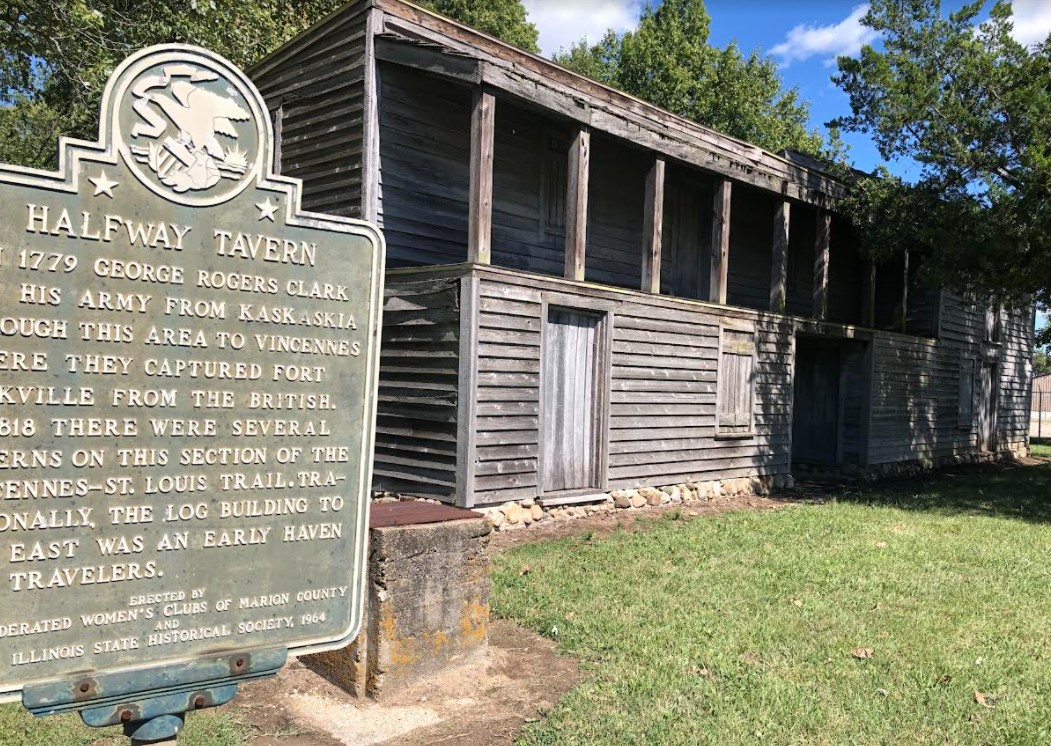 HALFWAY TAVERN
N 1779 GEORGE ROGERS CLARK
HIS ARMY FROM KASKASKIA
OUGH THIS AREA TO VINCENNES
ERE THEY CAPTURED FORT
KVILLE FROM THE BRITISH.
818 THERE WERE SEVERAL
ERNS ON THIS SECTION OF THE
CENNES-ST. LOUIS TRAIL. TRA-
ONALLY, THE LOG BUILDING TO
EAST WAS AN EARLY HAVEN
TRAVELERS.
ERECTED BY
DERATED WOMEN'S CLUBS OF MARION COUNTY
AND
ILLINOIS STATE HISTORICAL SOCIETY, 1964